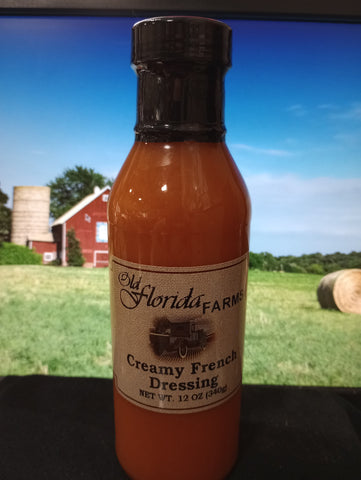 Old
Florida FARMS
Creamy French
Dressing
NET WT. 12 OZ (340g)